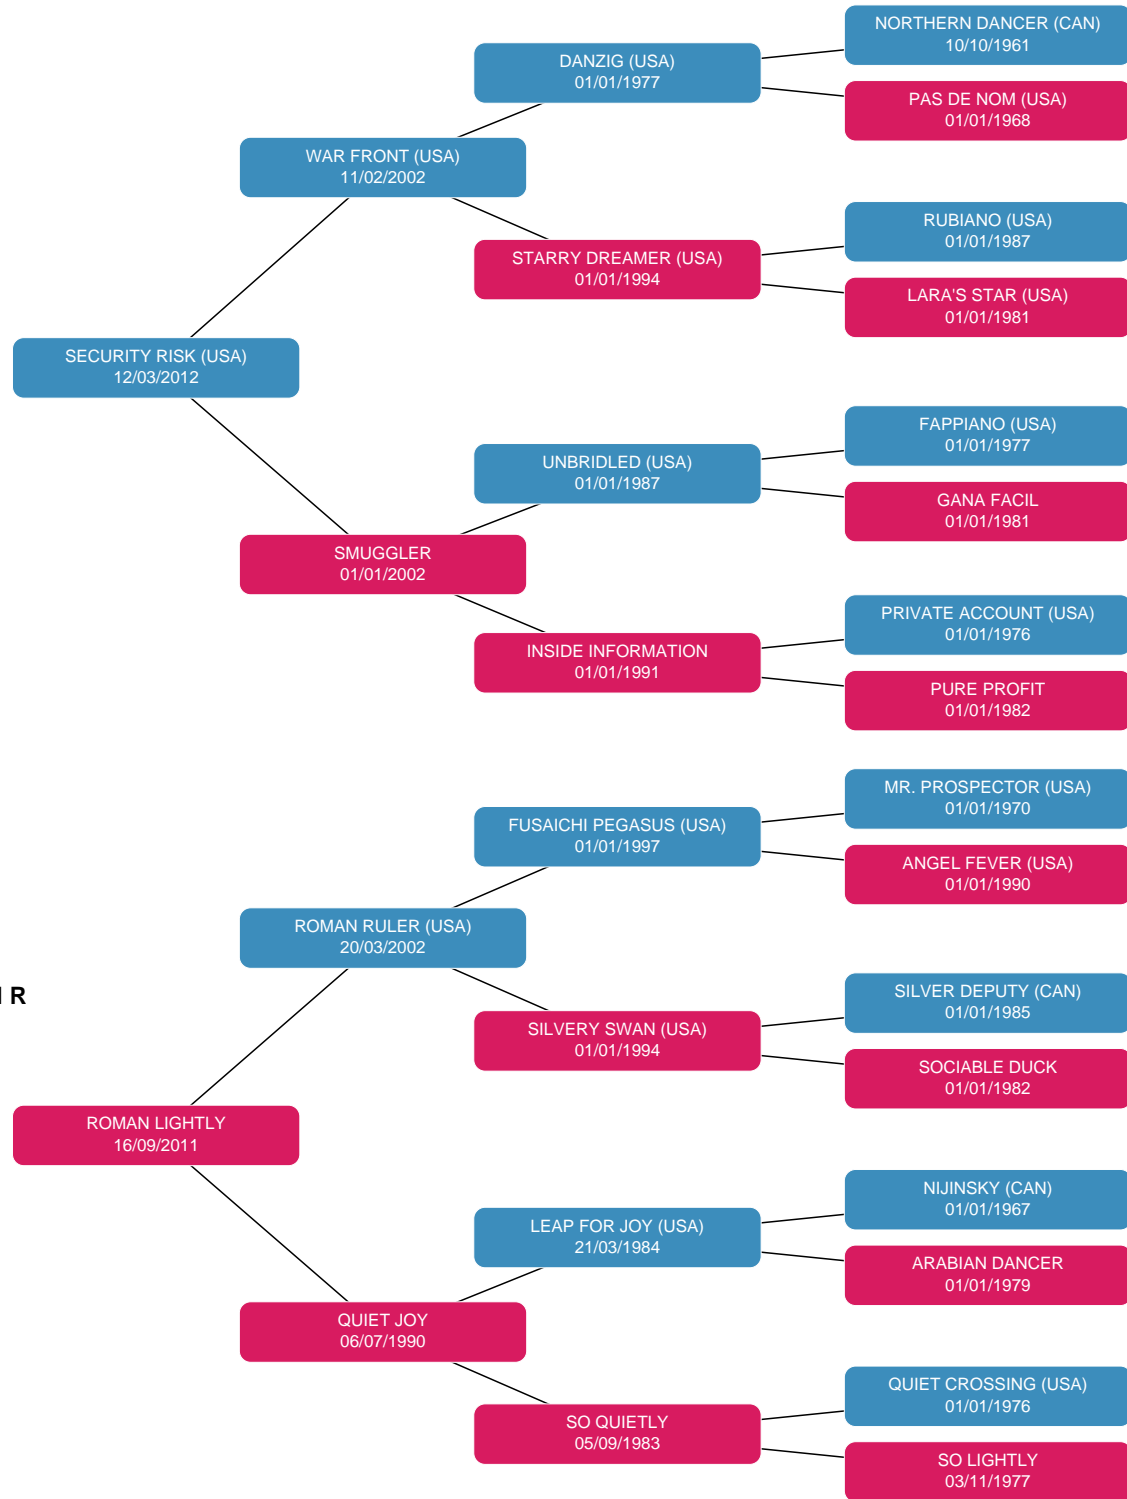 NORTHERN DANCER (CAN)
10/10/1961
DANZIG (USA)
01/01/1977
PAS DE NOM (USA)
01/01/1968
WAR FRONT (USA)
11/02/2002
RUBIANO (USA)
01/01/1987
STARRY DREAMER (USA)
01/01/1994
LARA'S STAR (USA)
01/01/1981
SECURITY RISK (USA)
12/03/2012
FAPPIANO (USA)
01/01/1977
UNBRIDLED (USA)
01/01/1987
GANA FACIL
01/01/1981
SMUGGLER
01/01/2002
PRIVATE ACCOUNT (USA)
01/01/1976
INSIDE INFORMATION
01/01/1991
PURE PROFIT
01/01/1982
MR. PROSPECTOR (USA)
01/01/1970
FUSAICHI PEGASUS (USA)
01/01/1997
ANGEL FEVER (USA)
01/01/1990
ROMAN RULER (USA)
20/03/2002
SILVER DEPUTY (CAN)
01/01/1985
R
SILVERY SWAN (USA)
01/01/1994
SOCIABLE DUCK
01/01/1982
ROMAN LIGHTLY
16/09/2011
NIJINSKY (CAN)
01/01/1967
LEAP FOR JOY (USA)
21/03/1984
ARABIAN DANCER
01/01/1979
QUIET JOY
06/07/1990
QUIET CROSSING (USA)
01/01/1976
SO QUIETLY
05/09/1983
SO LIGHTLY
03/11/1977